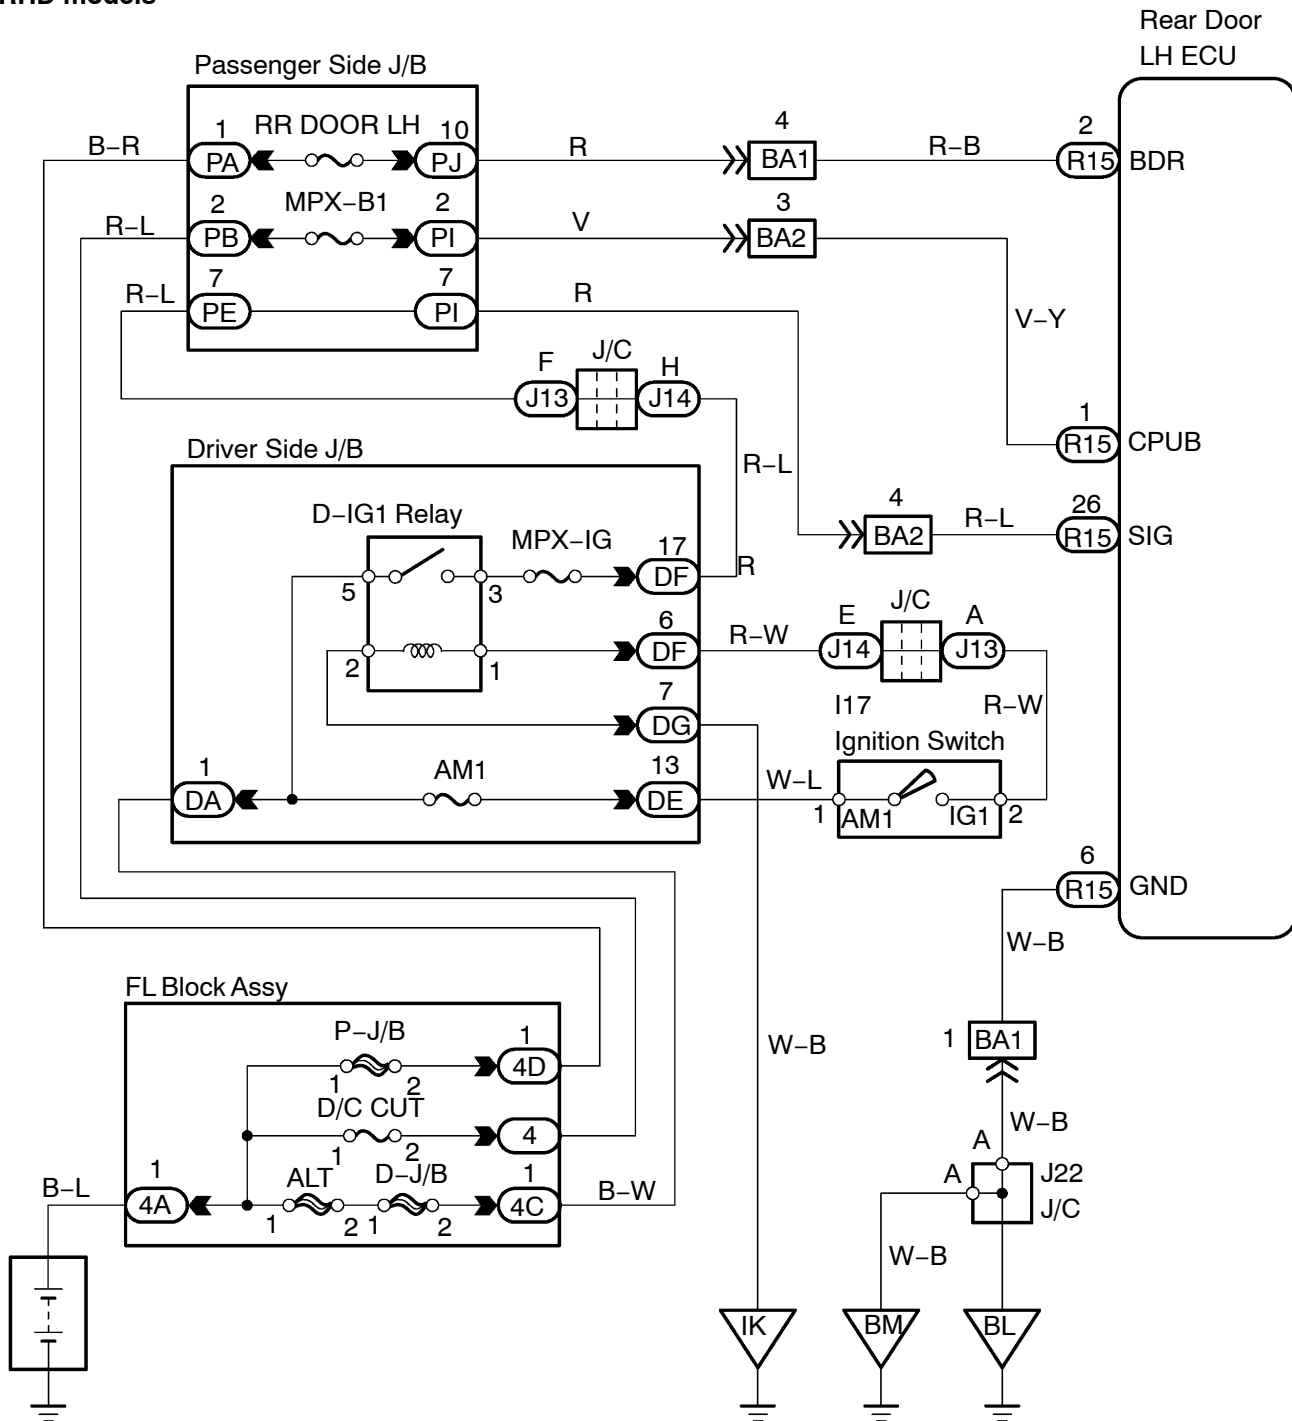 Rear Door
LH ECU
Passenger Side J/B
B–R
1
PA
RR DOOR LH
10
PJ
R
4
BA1
R–B
2
R15
BDR
R–L
2
PB
MPX–B1
2
PI
V
3
BA2
V–Y
R–L
7
PE
7
PI
R
F
J13
J/C
H
J14
R–L
1
R15
CPUB
Driver Side J/B
D–IG1 Relay
MPX–IG
5
3
17
DF
R
4
BA2
R–L
26
R15
SIG
2
1
6
DF
R–W
E
J14
J/C
A
J13
R–W
7
DG
I17
Ignition Switch
1
DA
AM1
13
DE
W–L
1
AM1
IG1
2
6
R15
GND
W–B
FL Block Assy
P–J/B
1
2
1
4D
W–B
1
BA1
D/C CUT
1
2
4
W–B
B–L
1
4A
ALT
1
2
D–J/B
1
2
1
4C
B–W
A
A
J22
J/C
W–B
IK
BM
BL